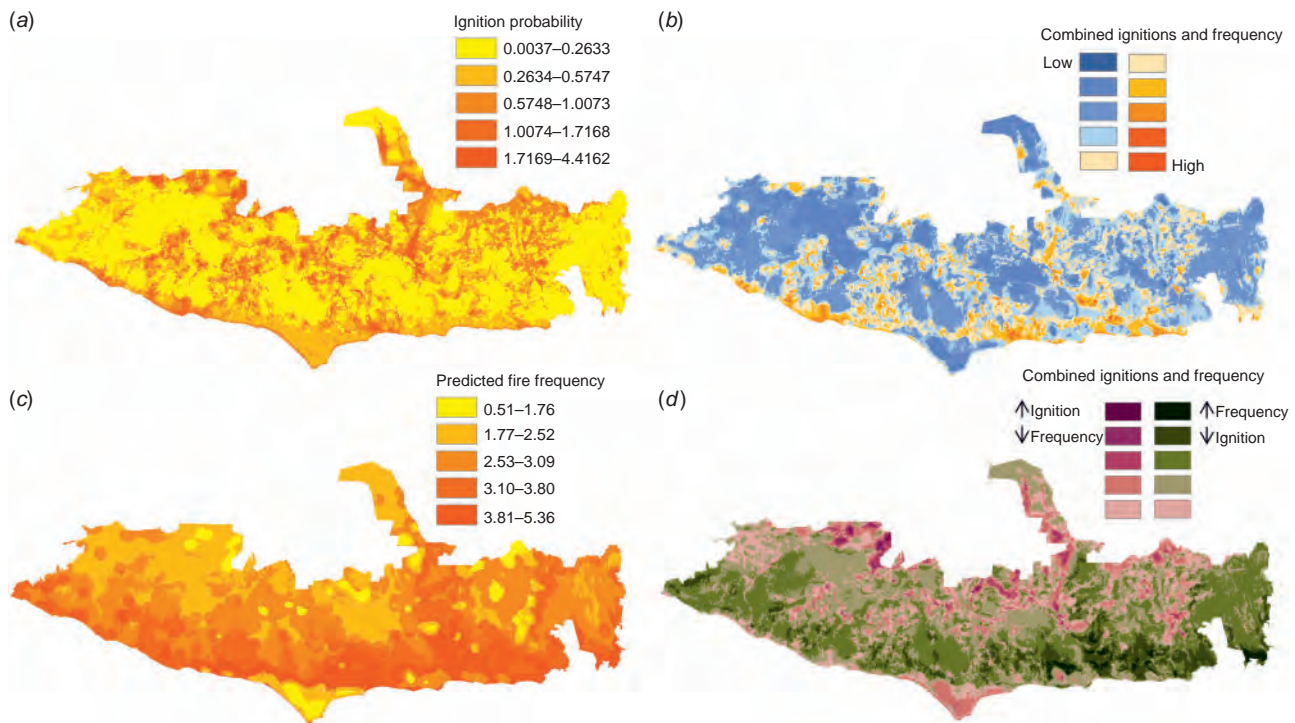 (a)
Ignition probability
0.0037–0.2633
0.2634–0.5747
0.5748–1.0073
1.0074–1.7168
1.7169–4.4162
(b)
Combined ignitions and frequency
Low
High
(c)
Predicted fire frequency
0.51–1.76
1.77–2.52
2.53–3.09
3.10–3.80
3.81–5.36
(d)
Combined ignitions and frequency
↑Ignition ↑Frequency
↓Frequency ↓Ignition